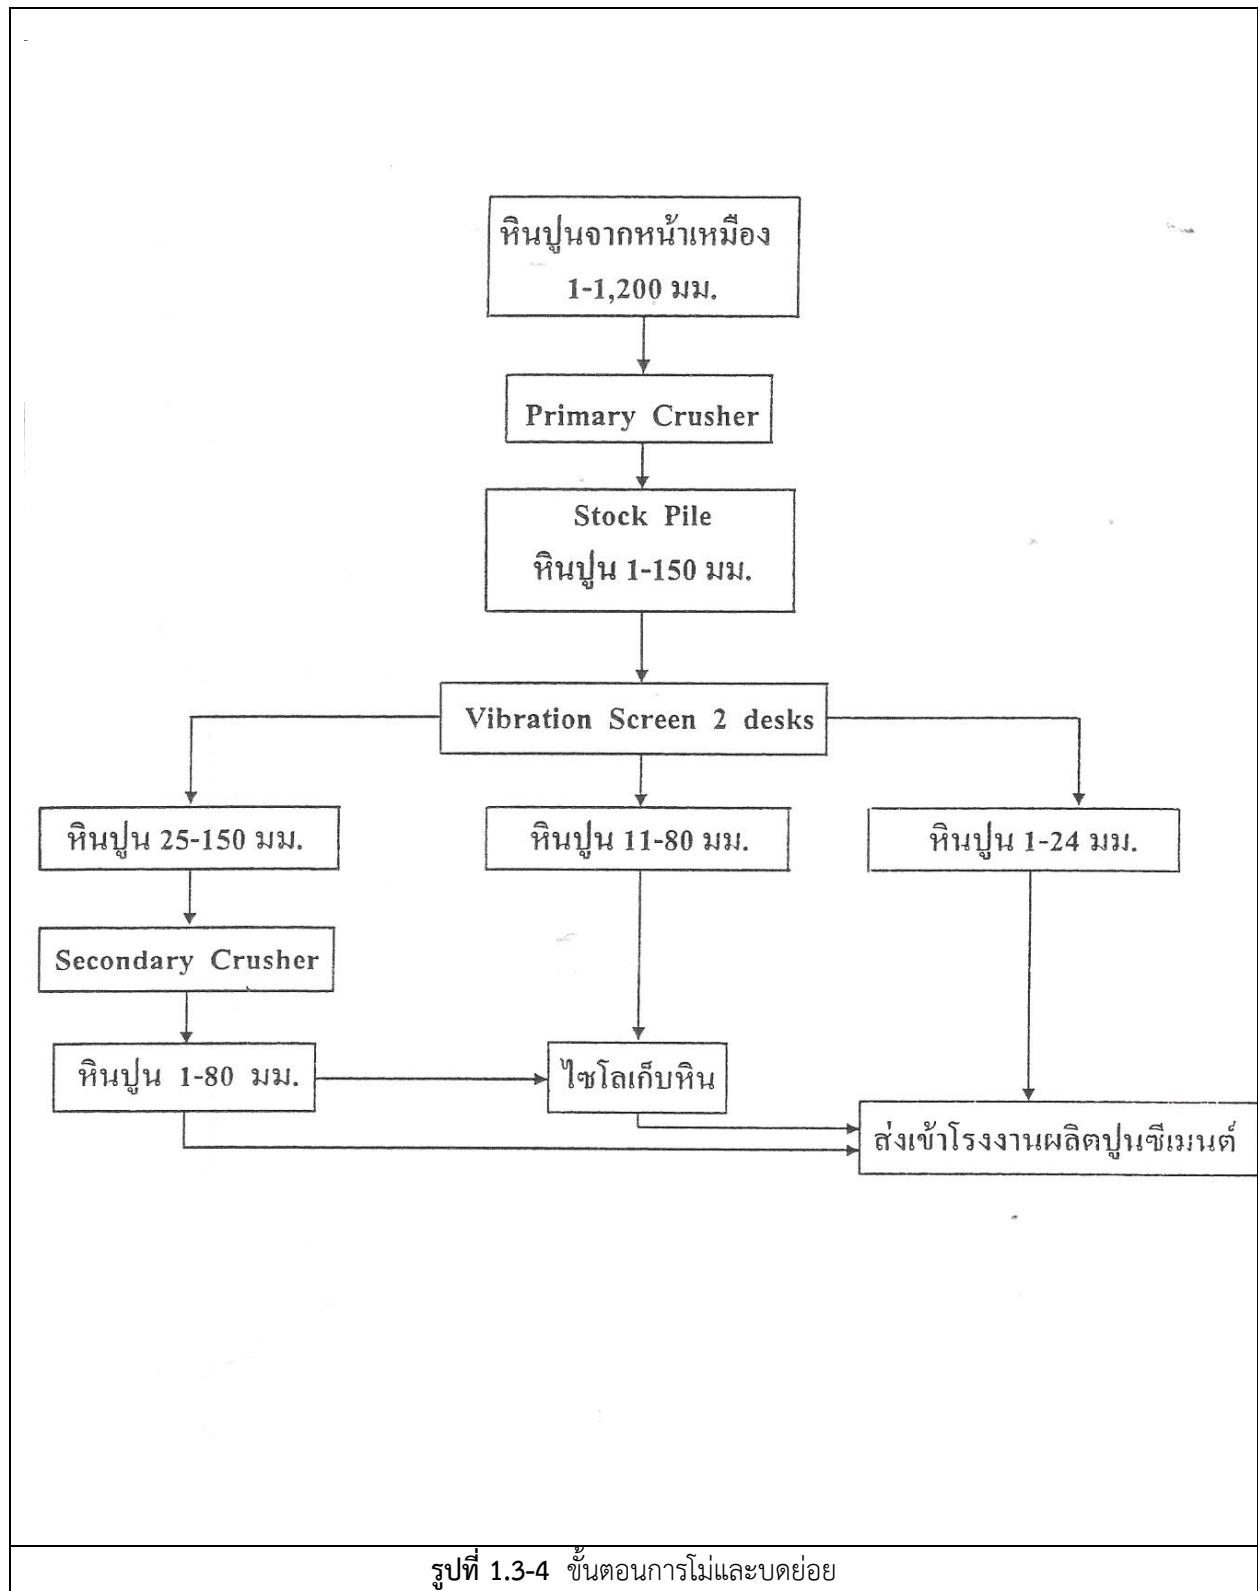 หินปูนจากหน้าเหมือง
1-1,200 มม.
Primary Crusher
Stock Pile
หินปูน 1-150 มม.
Vibration Screen 2 desks
หินปูน 25-150 มม.
หินปูน 11-80 มม.
หินปูน 1-24 มม.
Secondary Crusher
หินปูน 1-80 มม.
ไซโลเก็บหิน
ส่งเข้าโรงงานผลิตปูนซีเมนต์
รูปที่ 1.3-4 ขั้นตอนการโม่และบดย่อย